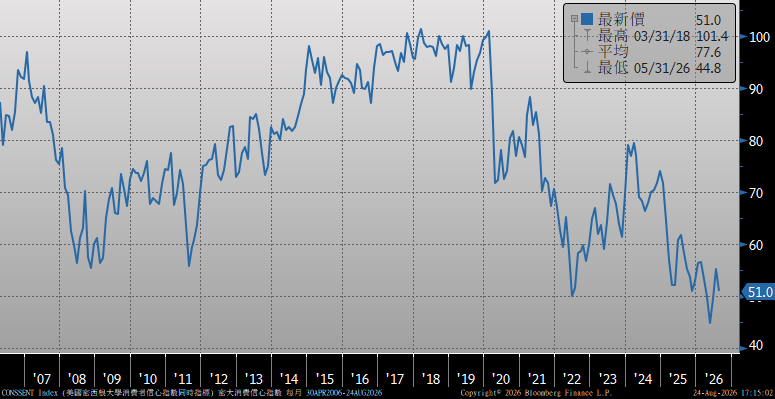 最新價 51.0
最高 03/31/18 101.4
平均 77.6
最低 05/31/26 44.8
100
90
80
70
60
51.0
40
'07 '08 '09 '10 '11 '12 '13 '14 '15 '16 '17 '18 '19 '20 '21 '22 '23 '24 '25 '26
CONSSENT Index (美國密西根大學消費者信心指數同時指標) 密大消費信心指數 每月 30APR2006-24AUG2026 Copyright© 2026 Bloomberg Finance L.P. 24-Aug-2026 17:15:02